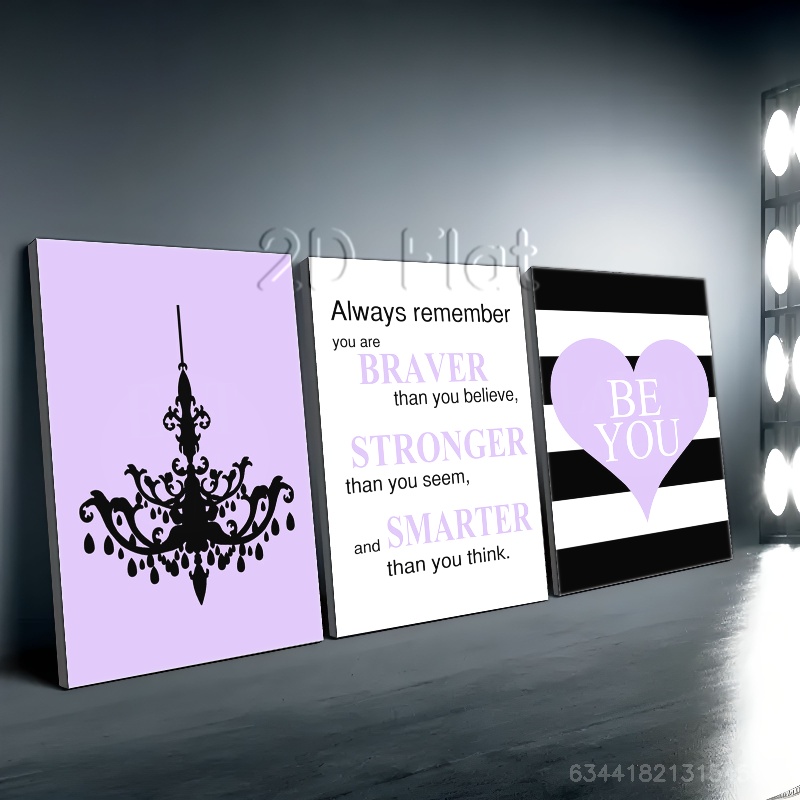 2D Flat
Always remember
you are
BRAVER
than you believe,
STRONGER
than you seem,
and SMARTER
than you think.
BE
YOU